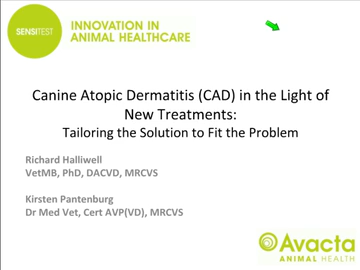 SENSITEST
INNOVATION IN
ANIMAL HEALTHCARE
Canine Atopic Dermatitis (CAD) in the Light of
New Treatments:
Tailoring the Solution to Fit the Problem
Richard Halliwell
VetMB, PhD, DACVD, MRCVS
Kirsten Pantenburg
Dr Med Vet, Cert AVP(VD), MRCVS
Avacta
ANIMAL HEALTH